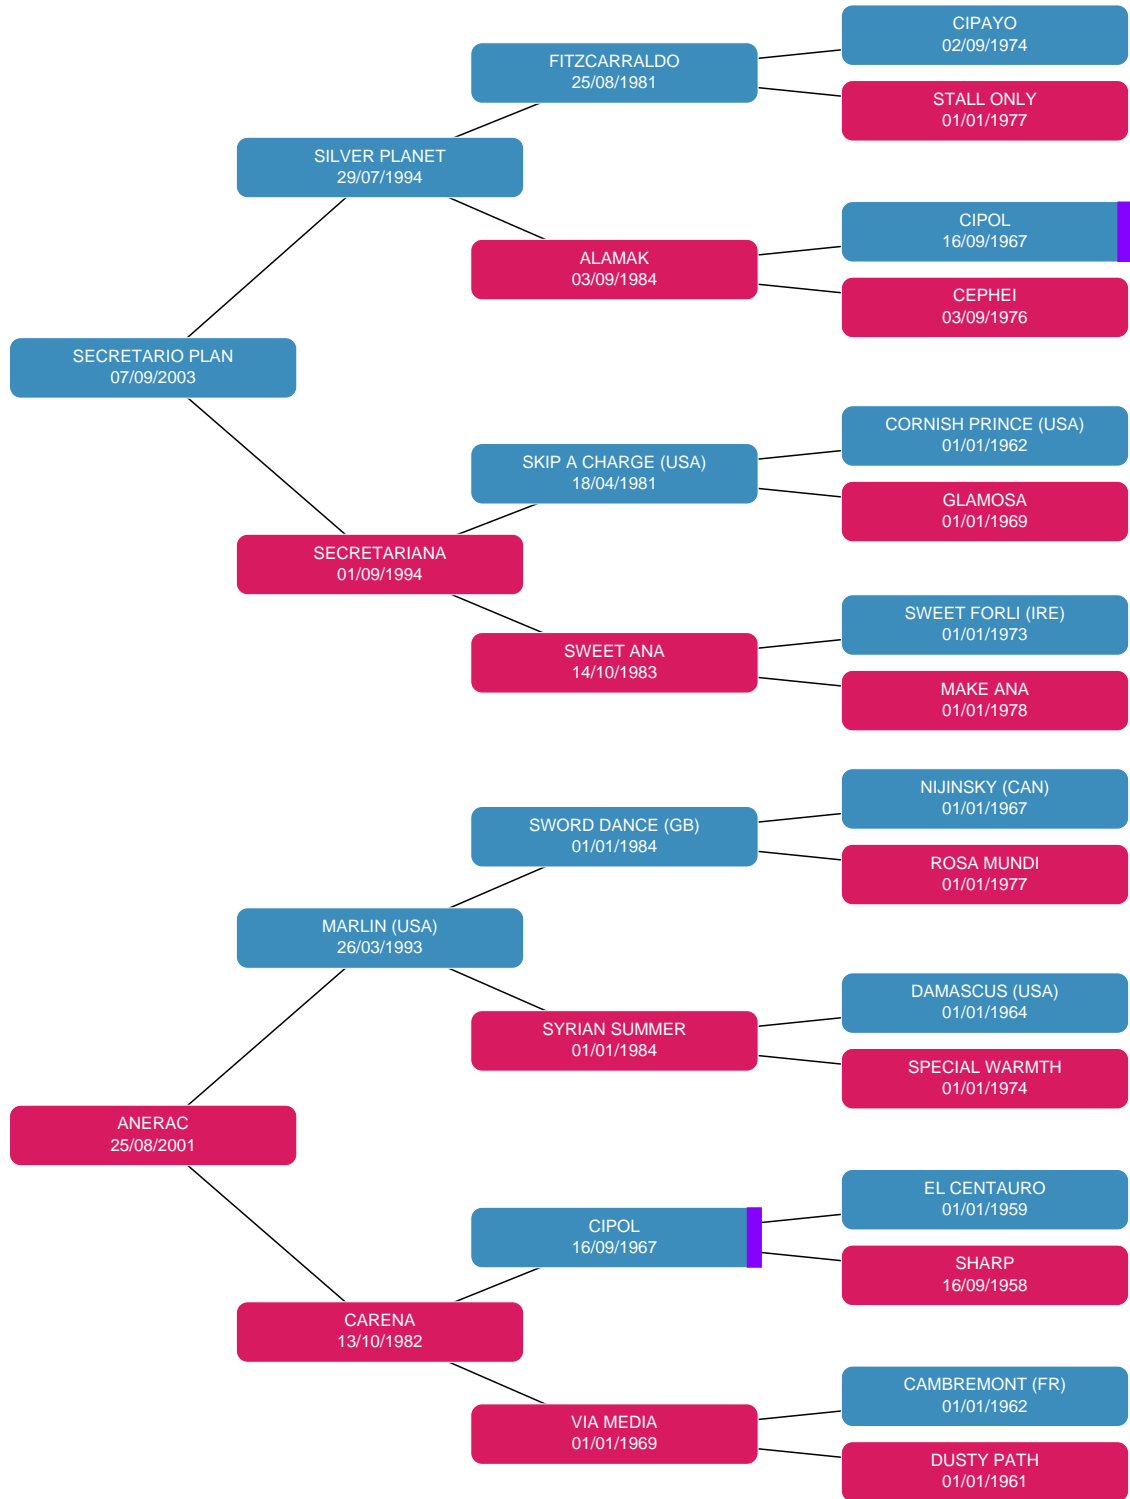 CIPAYO
02/09/1974
FITZCARRALDO
25/08/1981
STALL ONLY
01/01/1977
SILVER PLANET
29/07/1994
CIPOL
16/09/1967
ALAMAK
03/09/1984
CEPHEI
03/09/1976
SECRETARIO PLAN
07/09/2003
CORNISH PRINCE (USA)
01/01/1962
SKIP A CHARGE (USA)
18/04/1981
GLAMOSA
01/01/1969
SECRETARIANA
01/09/1994
SWEET FORLI (IRE)
01/01/1973
SWEET ANA
14/10/1983
MAKE ANA
01/01/1978
NIJINSKY (CAN)
01/01/1967
SWORD DANCE (GB)
01/01/1984
ROSA MUNDI
01/01/1977
MARLIN (USA)
26/03/1993
DAMASCUS (USA)
01/01/1964
SYRIAN SUMMER
01/01/1984
SPECIAL WARMTH
01/01/1974
ANERAC
25/08/2001
EL CENTAURO
01/01/1959
CIPOL
16/09/1967
SHARP
16/09/1958
CARENA
13/10/1982
CAMBREMONT (FR)
01/01/1962
VIA MEDIA
01/01/1969
DUSTY PATH
01/01/1961